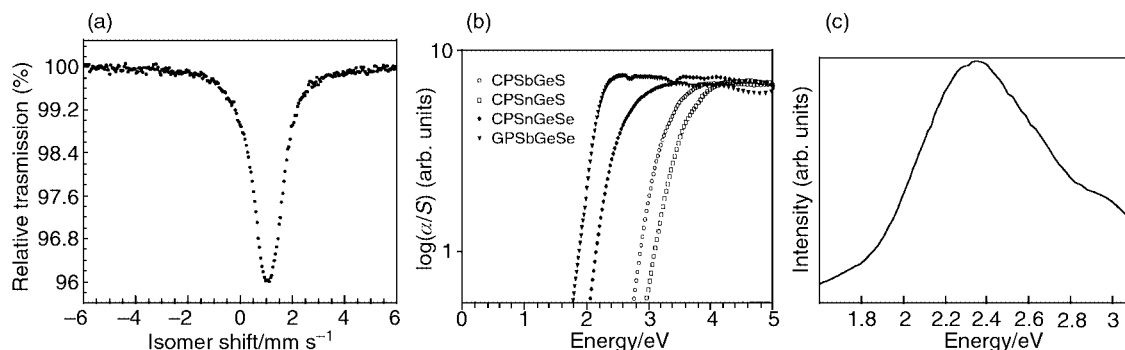 (a)
Relative trasmission (%)
100
99.2
98.4
97.6
96.8
96
−6 −4 −2 0 2 4 6
Isomer shift/mm s⁻¹
(b)
log(α/S) (arb. units)
10
1
CPSbGeS
CPSnGeS
CPSnGeSe
GPSbGeSe
0 1 2 3 4 5
Energy/eV
(c)
Intensity (arb. units)
1.8 2 2.2 2.4 2.6 2.8 3
Energy/eV